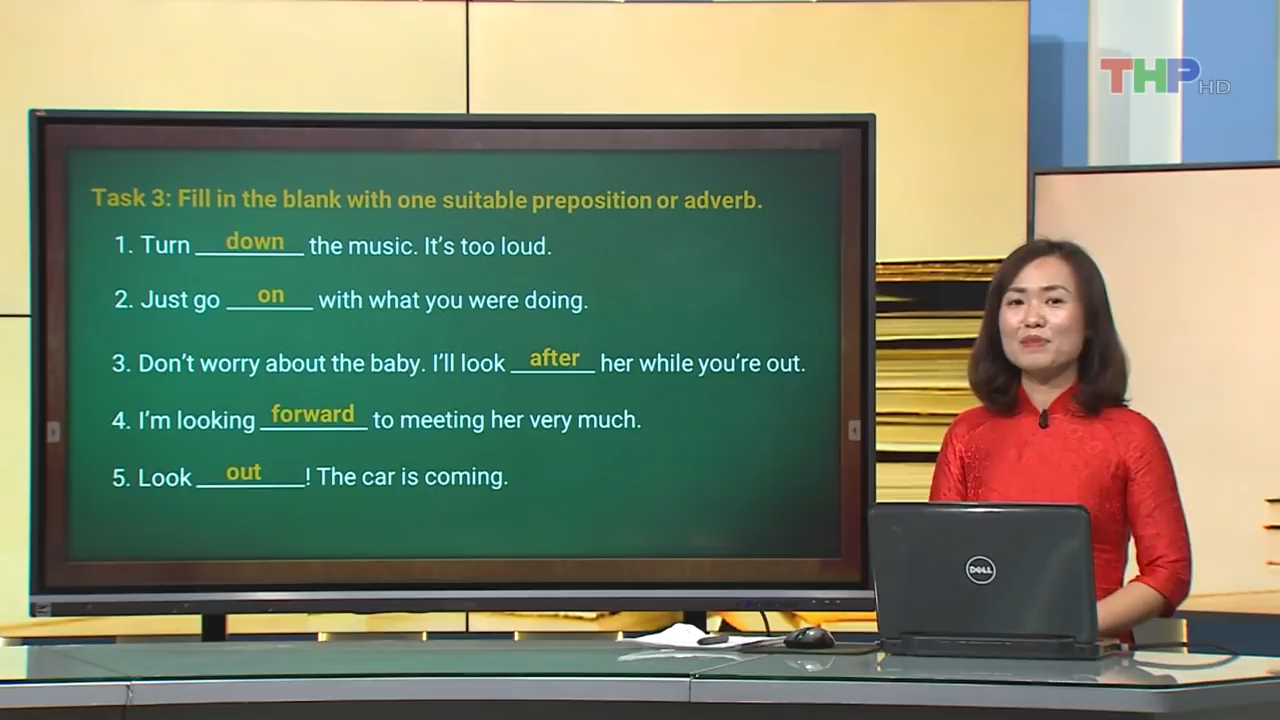 THP HD
Task 3: Fill in the blank with one suitable preposition or adverb.
1. Turn down the music. It's too loud.
2. Just go on with what you were doing.
3. Don't worry about the baby. I'll look after her while you're out.
4. I'm looking forward to meeting her very much.
5. Look out! The car is coming.
DELL